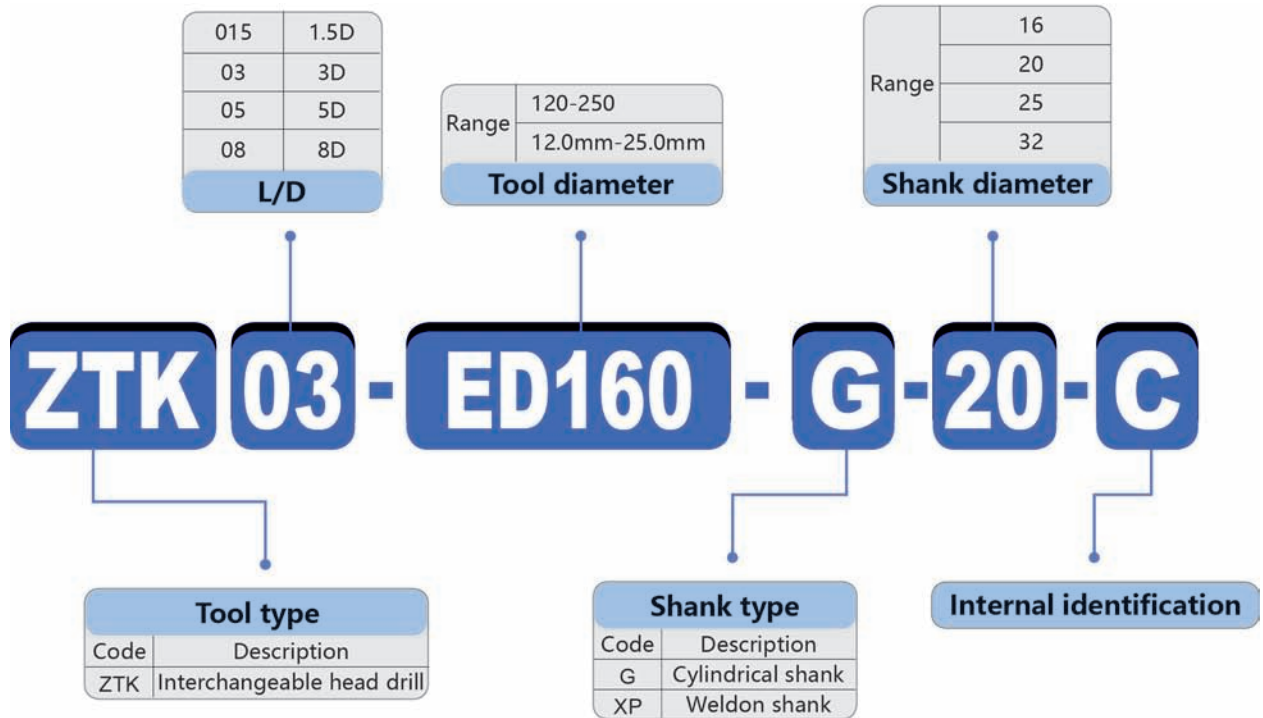 015 1.5D
03 3D
05 5D
08 8D
L/D
Range 120-250
12.0mm-25.0mm
Tool diameter
Range 16
20
25
32
Shank diameter
ZTK 03 - ED160 - G - 20 - C
Tool type
Code Description
ZTK Interchangeable head drill
Shank type
Code Description
G Cylindrical shank
XP Weldon shank
Internal identification